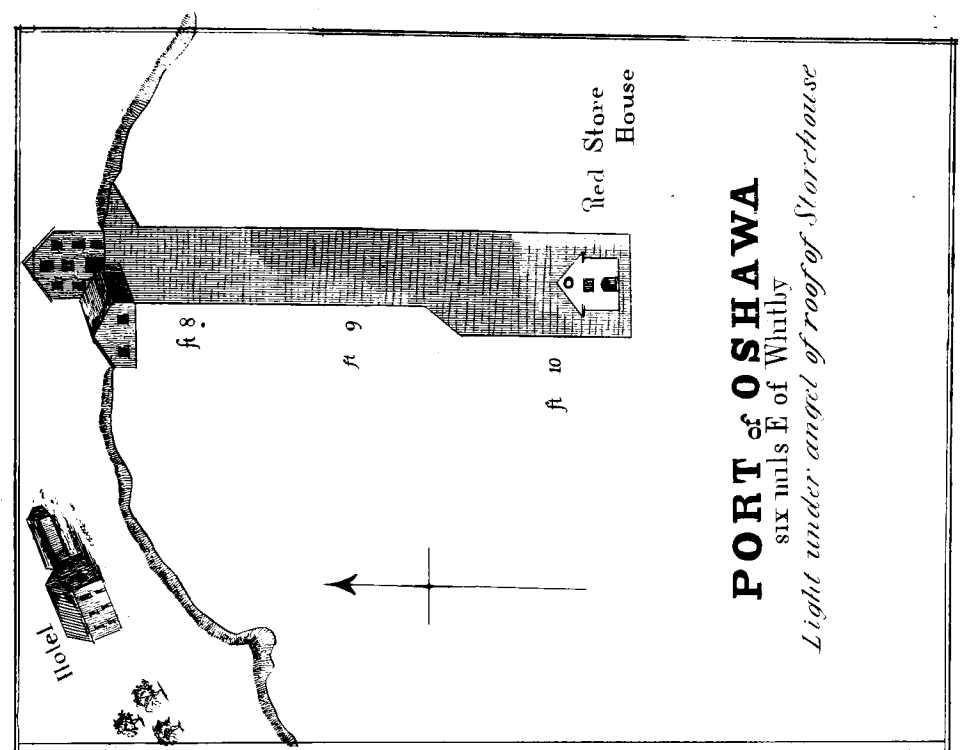 Hotel
ft 8
ft 9
ft 10
Red Store
House
PORT of OSHAWA
six mils E of Whitby
Light under angel of roof of Storehouse